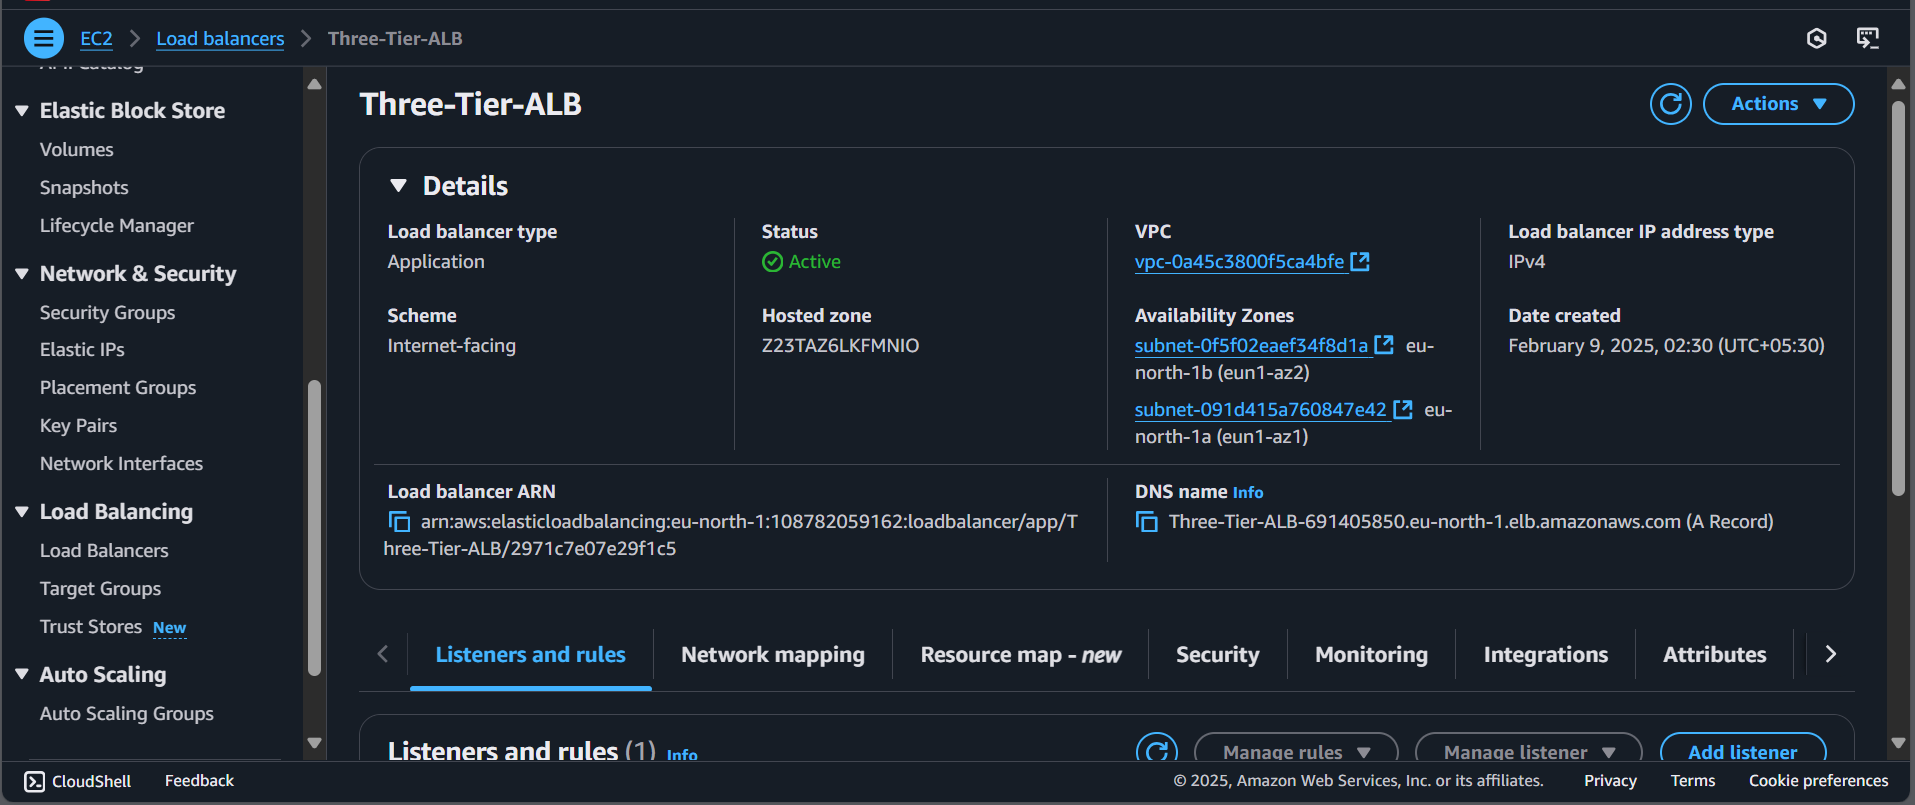 EC2
Load balancers
Three-Tier-ALB
Elastic Block Store
Volumes
Snapshots
Lifecycle Manager
Network & Security
Security Groups
Elastic IPs
Placement Groups
Key Pairs
Network Interfaces
Load Balancing
Load Balancers
Target Groups
Trust Stores New
Auto Scaling
Auto Scaling Groups
Three-Tier-ALB
Actions
Details
Load balancer type
Application
Status
Active
VPC
vpc-0a45c3800f5ca4bfe
Load balancer IP address type
IPv4
Scheme
Internet-facing
Hosted zone
Z23TAZ6LKFMNIO
Availability Zones
subnet-0f5f02eaef34f8d1a eu-
north-1b (eun1-az2)
subnet-091d415a760847e42 eu-
north-1a (eun1-az1)
Date created
February 9, 2025, 02:30 (UTC+05:30)
Load balancer ARN
arn:aws:elasticloadbalancing:eu-north-1:108782059162:loadbalancer/app/T
hree-Tier-ALB/2971c7e07e29f1c5
DNS name Info
Three-Tier-ALB-691405850.eu-north-1.elb.amazonaws.com (A Record)
Listeners and rules
Network mapping
Resource map - new
Security
Monitoring
Integrations
Attributes
Listeners and rules (1) Info
Manage rules
Manage listener
Add listener
CloudShell
Feedback
© 2025, Amazon Web Services, Inc. or its affiliates.
Privacy
Terms
Cookie preferences